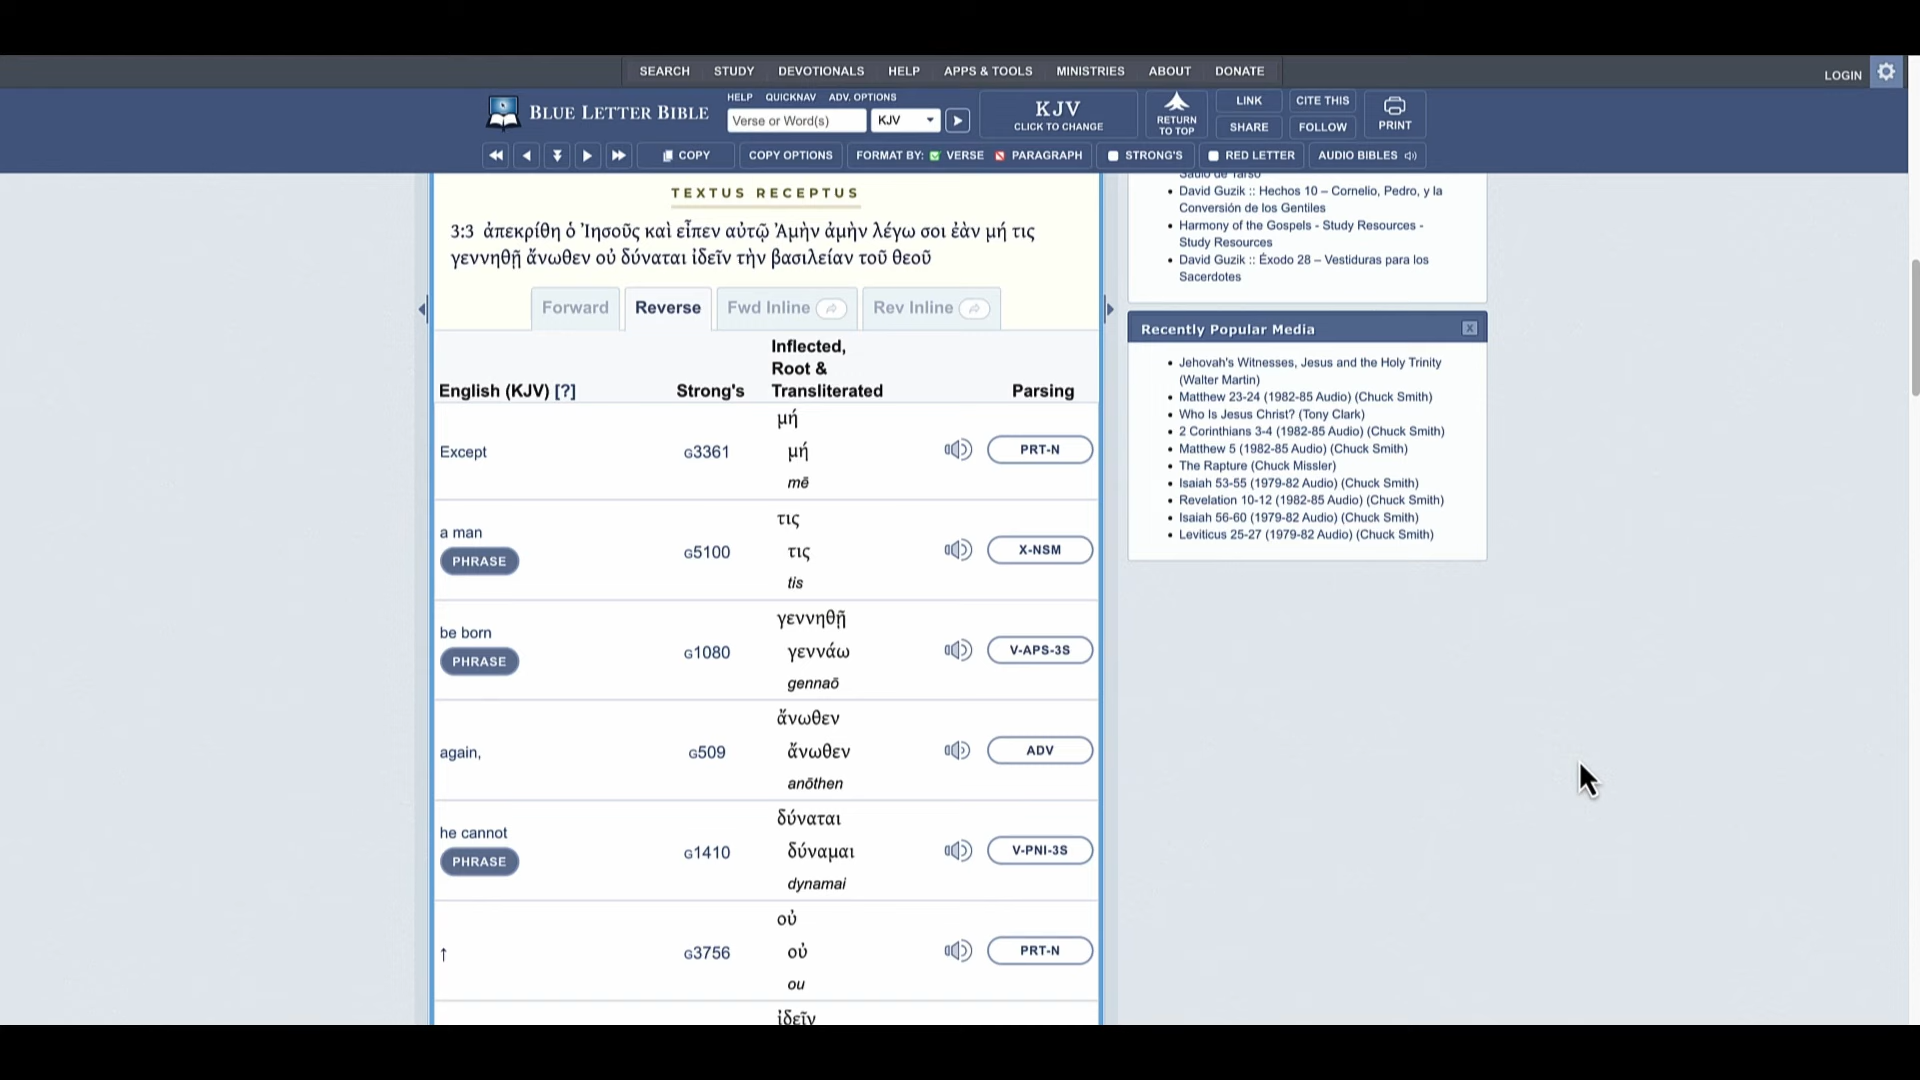 SEARCH STUDY DEVOTIONALS HELP APPS & TOOLS MINISTRIES ABOUT DONATE
LOGIN
BLUE LETTER BIBLE
HELP QUICKNAV ADV. OPTIONS
Verse or Word(s) KJV
KJV
CLICK TO CHANGE
RETURN
TO TOP
LINK CITE THIS
SHARE FOLLOW
PRINT
COPY COPY OPTIONS FORMAT BY: VERSE PARAGRAPH STRONG'S RED LETTER AUDIO BIBLES
TEXTUS RECEPTUS
3:3 ἀπεκρίθη ὁ Ἰησοῦς καὶ εἶπεν αὐτῷ Ἀμὴν ἀμὴν λέγω σοι ἐὰν μή τις
γεννηθῇ ἄνωθεν οὐ δύναται ἰδεῖν τὴν βασιλείαν τοῦ θεοῦ
Forward Reverse Fwd Inline Rev Inline
English (KJV) [?] Strong's
Inflected,
Root &
Transliterated
Parsing
μή
Except G3361 μή PRT-N
mē
τις
a man
PHRASE
G5100 τις X-NSM
tis
γεννηθῇ
be born
PHRASE
G1080 γεννάω V-APS-3S
gennaō
ἄνωθεν
again, G509 ἄνωθεν ADV
anōthen
δύναται
he cannot
PHRASE
G1410 δύναμαι V-PNI-3S
dynamai
οὐ
↑ G3756 οὐ PRT-N
ou
ἰδεῖν
Saulo de Tarso
• David Guzik :: Hechos 10 – Cornelio, Pedro, y la
Conversión de los Gentiles
• Harmony of the Gospels - Study Resources -
Study Resources
• David Guzik :: Éxodo 28 – Vestiduras para los
Sacerdotes
Recently Popular Media x
• Jehovah's Witnesses, Jesus and the Holy Trinity
(Walter Martin)
• Matthew 23-24 (1982-85 Audio) (Chuck Smith)
• Who Is Jesus Christ? (Tony Clark)
• 2 Corinthians 3-4 (1982-85 Audio) (Chuck Smith)
• Matthew 5 (1982-85 Audio) (Chuck Smith)
• The Rapture (Chuck Missler)
• Isaiah 53-55 (1979-82 Audio) (Chuck Smith)
• Revelation 10-12 (1982-85 Audio) (Chuck Smith)
• Isaiah 56-60 (1979-82 Audio) (Chuck Smith)
• Leviticus 25-27 (1979-82 Audio) (Chuck Smith)